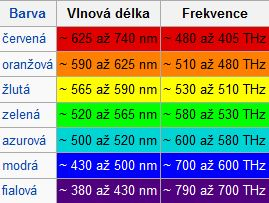 Barva Vlnová délka Frekvence
červená ~ 625 až 740 nm ~ 480 až 405 THz
oranžová ~ 590 až 625 nm ~ 510 až 480 THz
žlutá ~ 565 až 590 nm ~ 530 až 510 THz
zelená ~ 520 až 565 nm ~ 580 až 530 THz
azurová ~ 500 až 520 nm ~ 600 až 580 THz
modrá ~ 430 až 500 nm ~ 700 až 600 THz
fialová ~ 380 až 430 nm ~ 790 až 700 THz